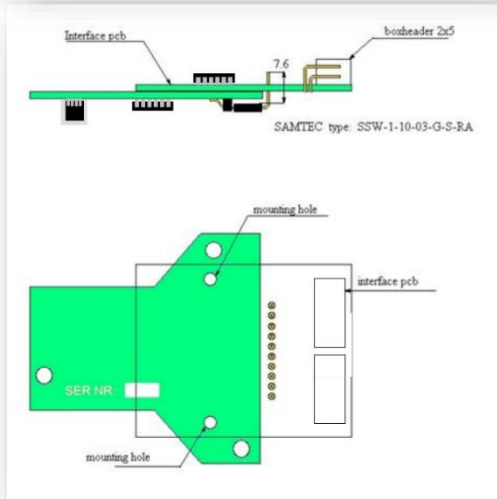 Interface pcb
boxheader 2x5
7.6
SAMTEC type: SSW-1-10-03-G-S-RA
mounting hole
interface pcb
SER NR
mounting hole